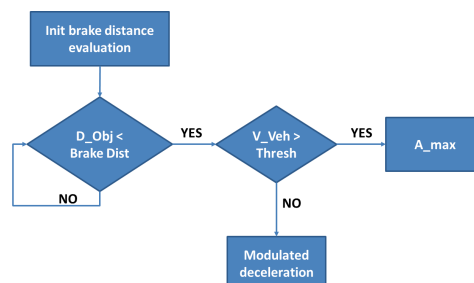 Init brake distance
evaluation
D_Obj <
Brake Dist
YES
V_Veh >
Thresh
YES
A_max
NO
NO
Modulated
deceleration